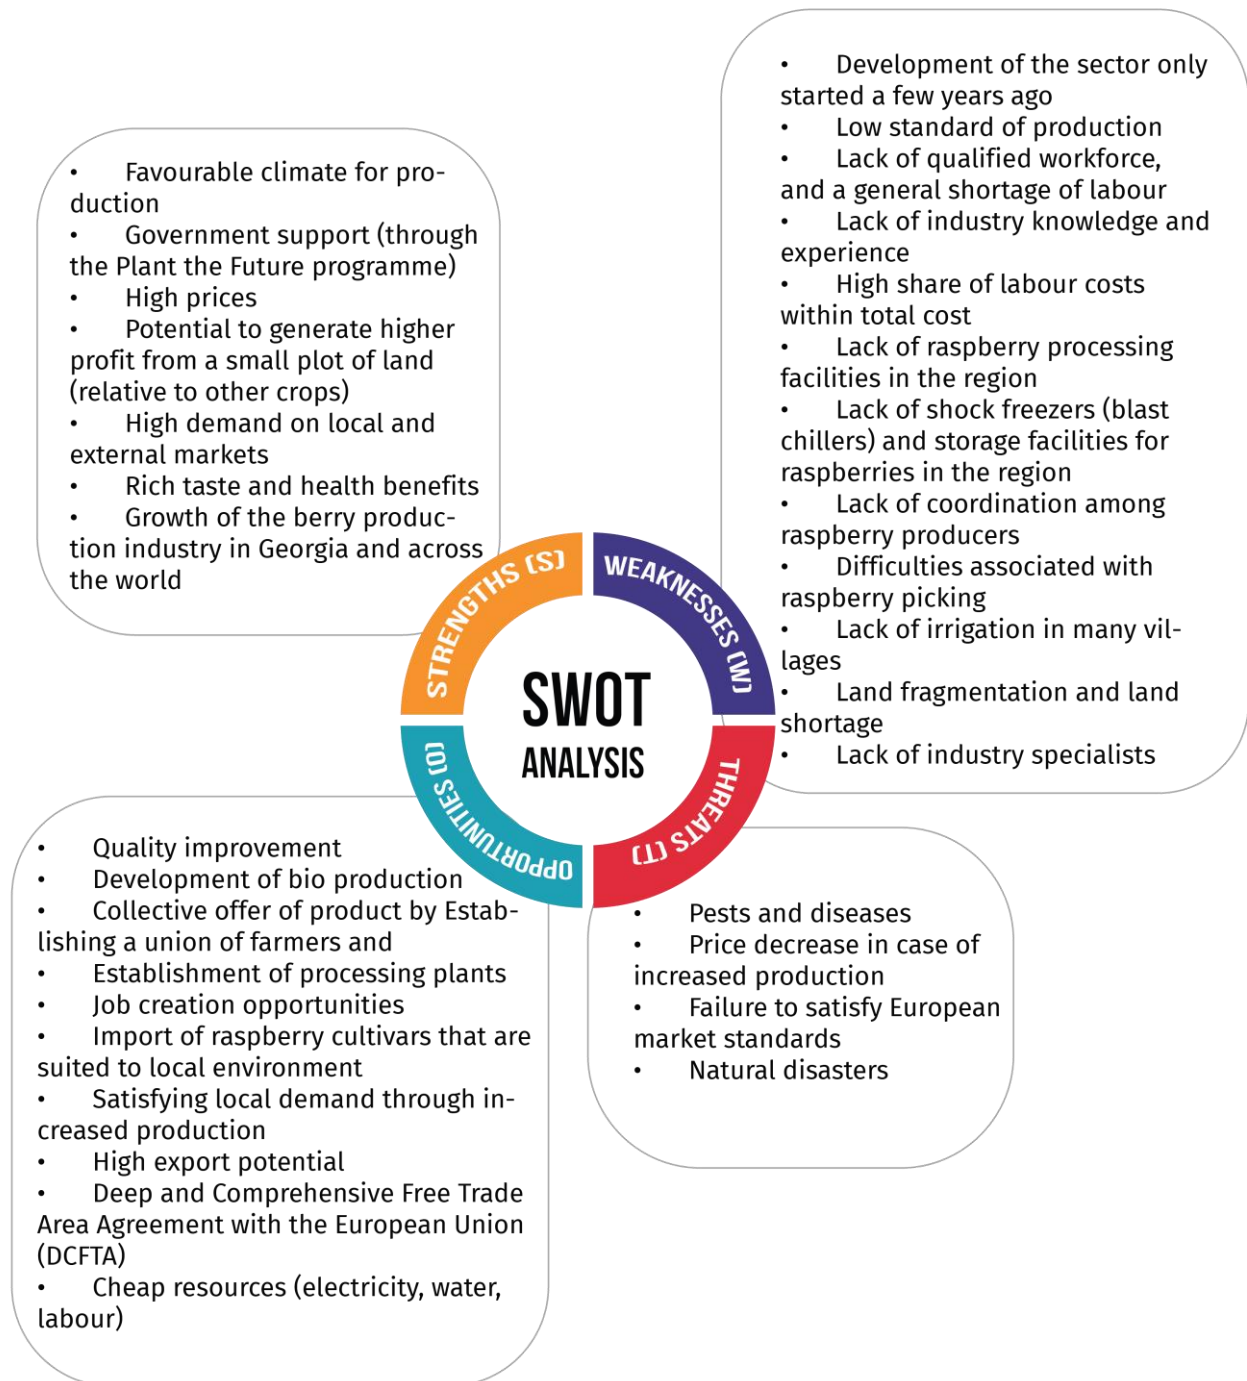 • Favourable climate for pro-
duction
• Government support (through
the Plant the Future programme)
• High prices
• Potential to generate higher
profit from a small plot of land
(relative to other crops)
• High demand on local and
external markets
• Rich taste and health benefits
• Growth of the berry produc-
tion industry in Georgia and across
the world
• Development of the sector only
started a few years ago
• Low standard of production
• Lack of qualified workforce,
and a general shortage of labour
• Lack of industry knowledge and
experience
• High share of labour costs
within total cost
• Lack of raspberry processing
facilities in the region
• Lack of shock freezers (blast
chillers) and storage facilities for
raspberries in the region
• Lack of coordination among
raspberry producers
• Difficulties associated with
raspberry picking
• Lack of irrigation in many vil-
lages
• Land fragmentation and land
shortage
• Lack of industry specialists
STRENGTHS (S)
WEAKNESSES (W)
SWOT
ANALYSIS
OPPORTUNITIES (O)
THREATS (T)
• Quality improvement
• Development of bio production
• Collective offer of product by Estab-
lishing a union of farmers and
• Establishment of processing plants
• Job creation opportunities
• Import of raspberry cultivars that are
suited to local environment
• Satisfying local demand through in-
creased production
• High export potential
• Deep and Comprehensive Free Trade
Area Agreement with the European Union
(DCFTA)
• Cheap resources (electricity, water,
labour)
• Pests and diseases
• Price decrease in case of
increased production
• Failure to satisfy European
market standards
• Natural disasters